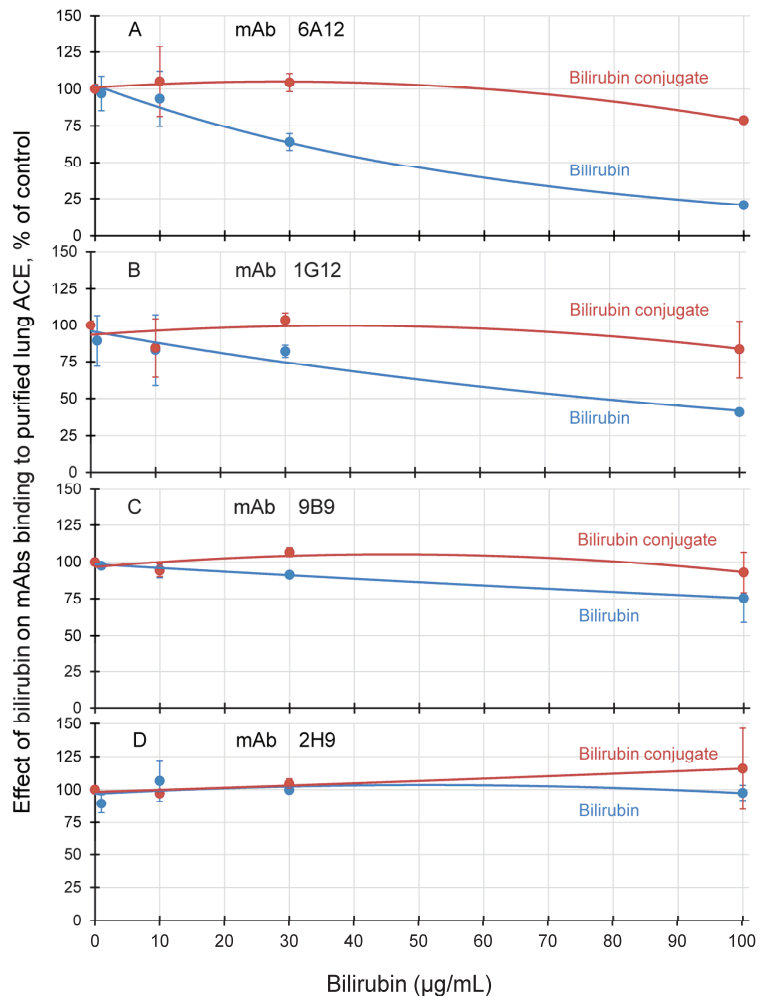 Effect of bilirubin on mAbs binding to purified lung ACE, % of control
150
125
100
75
50
25
0
A mAb 6A12
Bilirubin conjugate
Bilirubin
150
125
100
75
50
25
0
B mAb 1G12
Bilirubin conjugate
Bilirubin
150
125
100
75
50
25
0
C mAb 9B9
Bilirubin conjugate
Bilirubin
150
125
100
75
50
25
0
D mAb 2H9
Bilirubin conjugate
Bilirubin
0 10 20 30 40 50 60 70 80 90 100
Bilirubin (µg/mL)